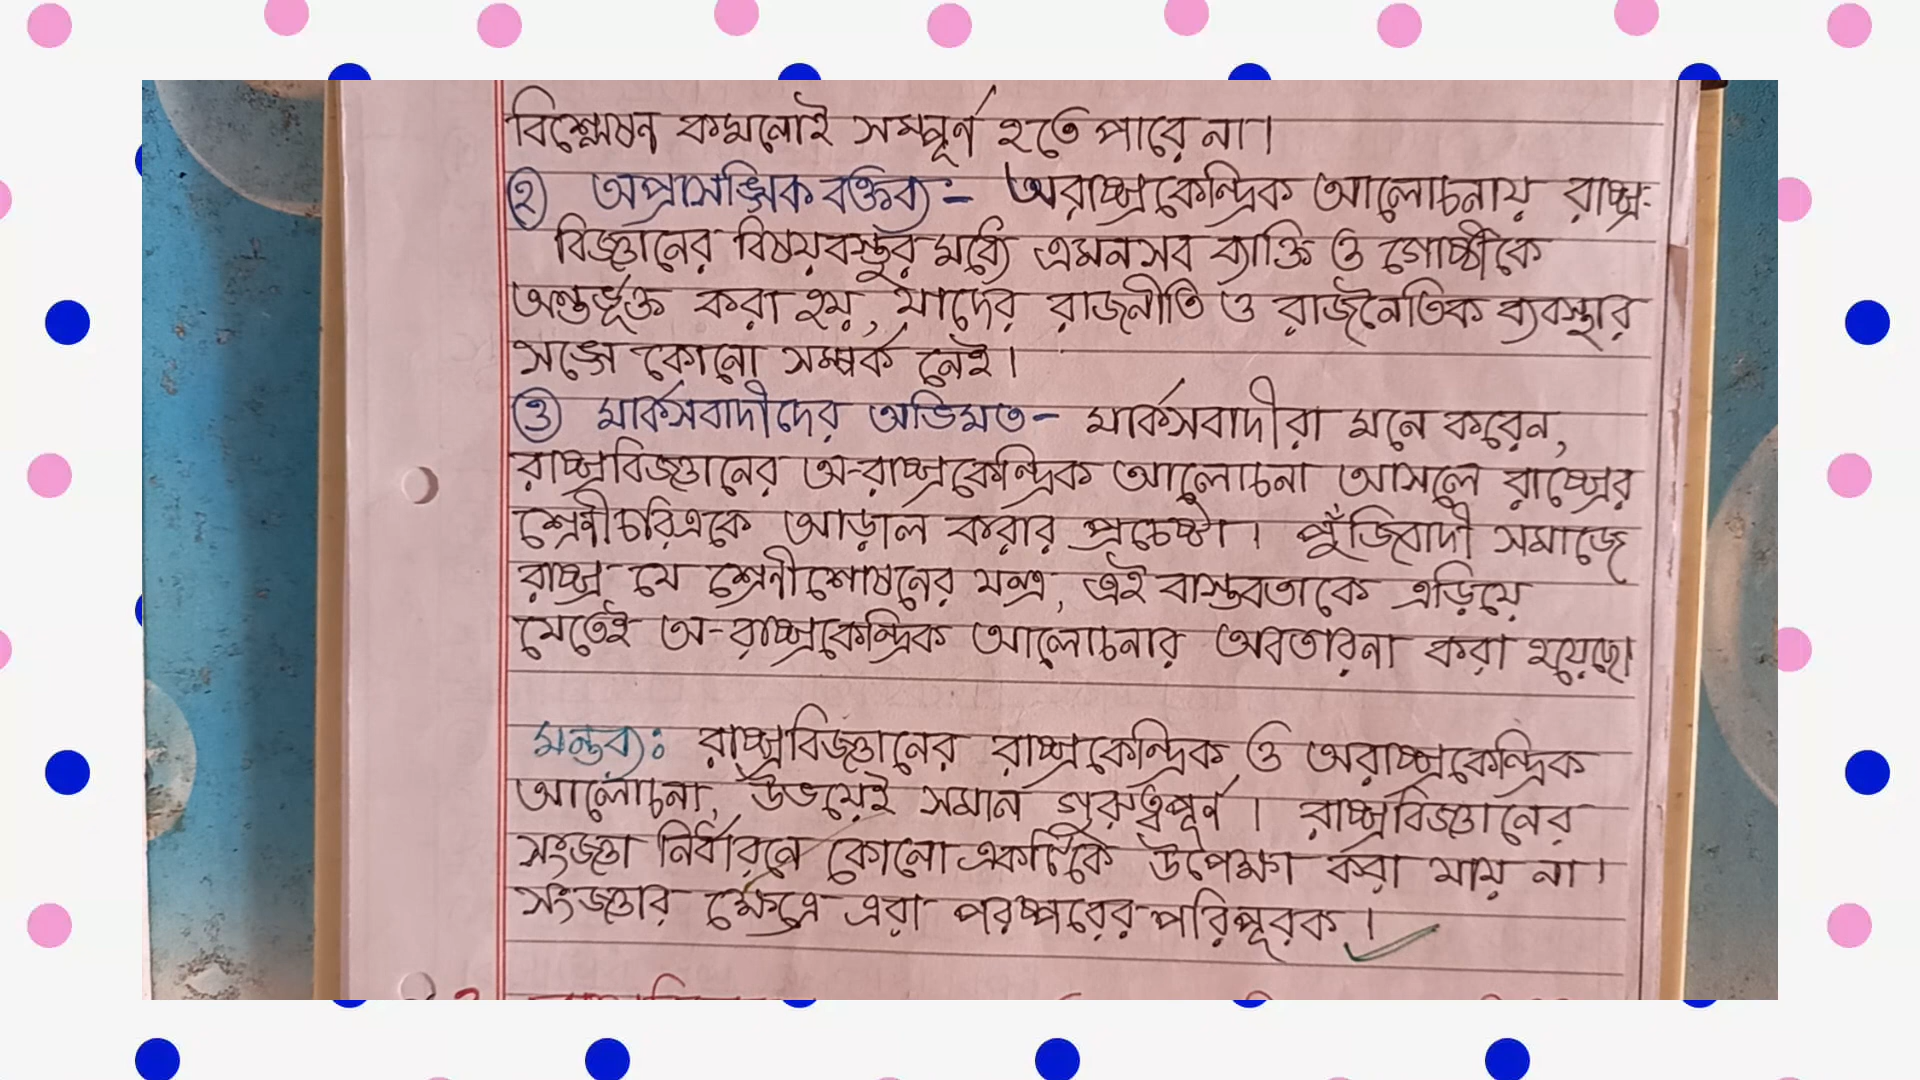 বিশ্লেষন কখনোই সম্পূর্ন হতে পারে না।
② অপ্রাসঙ্গিক বক্তব্য:- অরাষ্ট্রকেন্দ্রিক আলোচনায় রাষ্ট্র-
বিজ্ঞানের বিষয়বস্তুর মধ্যে এমনসব ব্যাক্তি ও গোষ্ঠীকে
অন্তর্ভূক্ত করা হয়, যাদের রাজনীতি ও রাজনৈতিক ব্যবস্থার
সঙ্গে কোনো সম্পর্ক নেই।
③ মার্কসবাদীদের অভিমত- মার্কসবাদীরা মনে করেন,
রাষ্ট্রবিজ্ঞানের অ-রাষ্ট্রকেন্দ্রিক আলোচনা আসলে রাষ্ট্রের
শ্রেনীচরিত্রকে আড়াল করার প্রচেষ্টা। পুঁজিবাদী সমাজে
রাষ্ট্র যে শ্রেনীশোষনের যন্ত্র, এই বাস্তবতাকে এড়িয়ে
যেতেই অ-রাষ্ট্রকেন্দ্রিক আলোচনার অবতারনা করা হয়েছে।
মন্তব্য: রাষ্ট্রবিজ্ঞানের রাষ্ট্রকেন্দ্রিক ও অরাষ্ট্রকেন্দ্রিক
আলোচনা, উভয়েই সমান গুরুত্বপূর্ন। রাষ্ট্রবিজ্ঞানের
সংজ্ঞা নির্ধারনে কোনো একটিকে উপেক্ষা করা যায় না।
সংজ্ঞার ক্ষেত্রে এরা পরষ্পরের পরিপূরক।